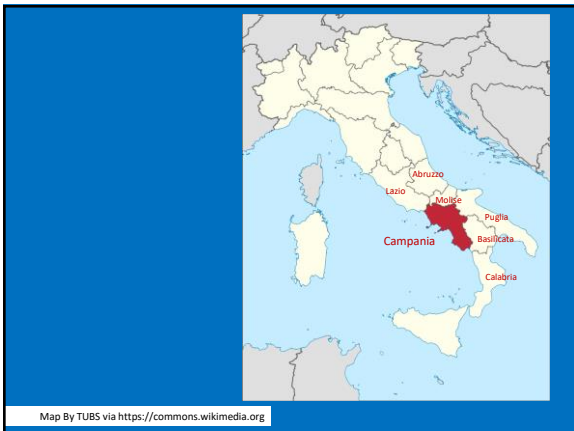 Abruzzo
Lazio
Molise
Puglia
Campania
Basilicata
Calabria
Map By TUBS via https://commons.wikimedia.org